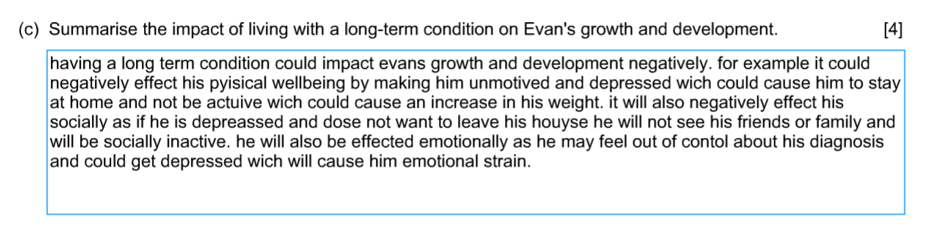 (c) Summarise the impact of living with a long-term condition on Evan's growth and development. [4]
having a long term condition could impact evans growth and development negatively. for example it could
negatively effect his pyisical wellbeing by making him unmotived and depressed wich could cause him to stay
at home and not be actuive wich could cause an increase in his weight. it will also negatively effect his
socially as if he is depreassed and dose not want to leave his houyse he will not see his friends or family and
will be socially inactive. he will also be effected emotionally as he may feel out of contol about his diagnosis
and could get depressed wich will cause him emotional strain.